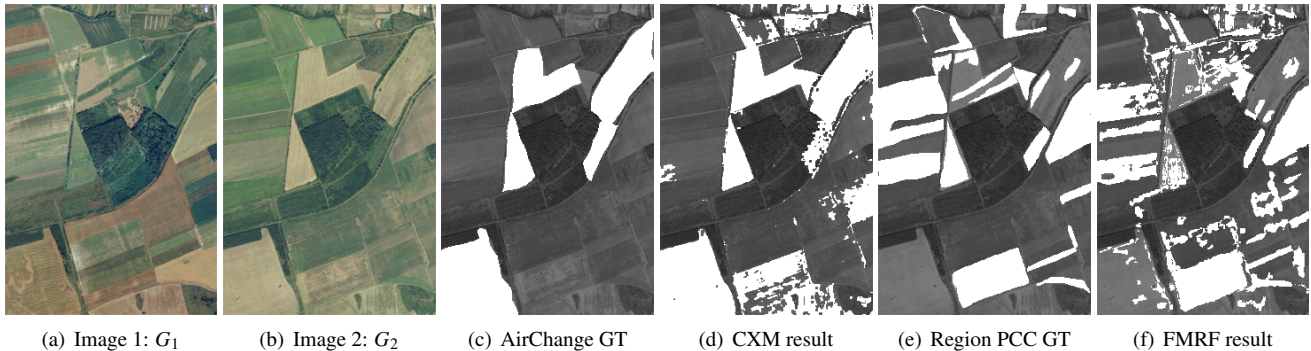 (a) Image 1: G₁
(b) Image 2: G₂
(c) AirChange GT
(d) CXM result
(e) Region PCC GT
(f) FMRF result